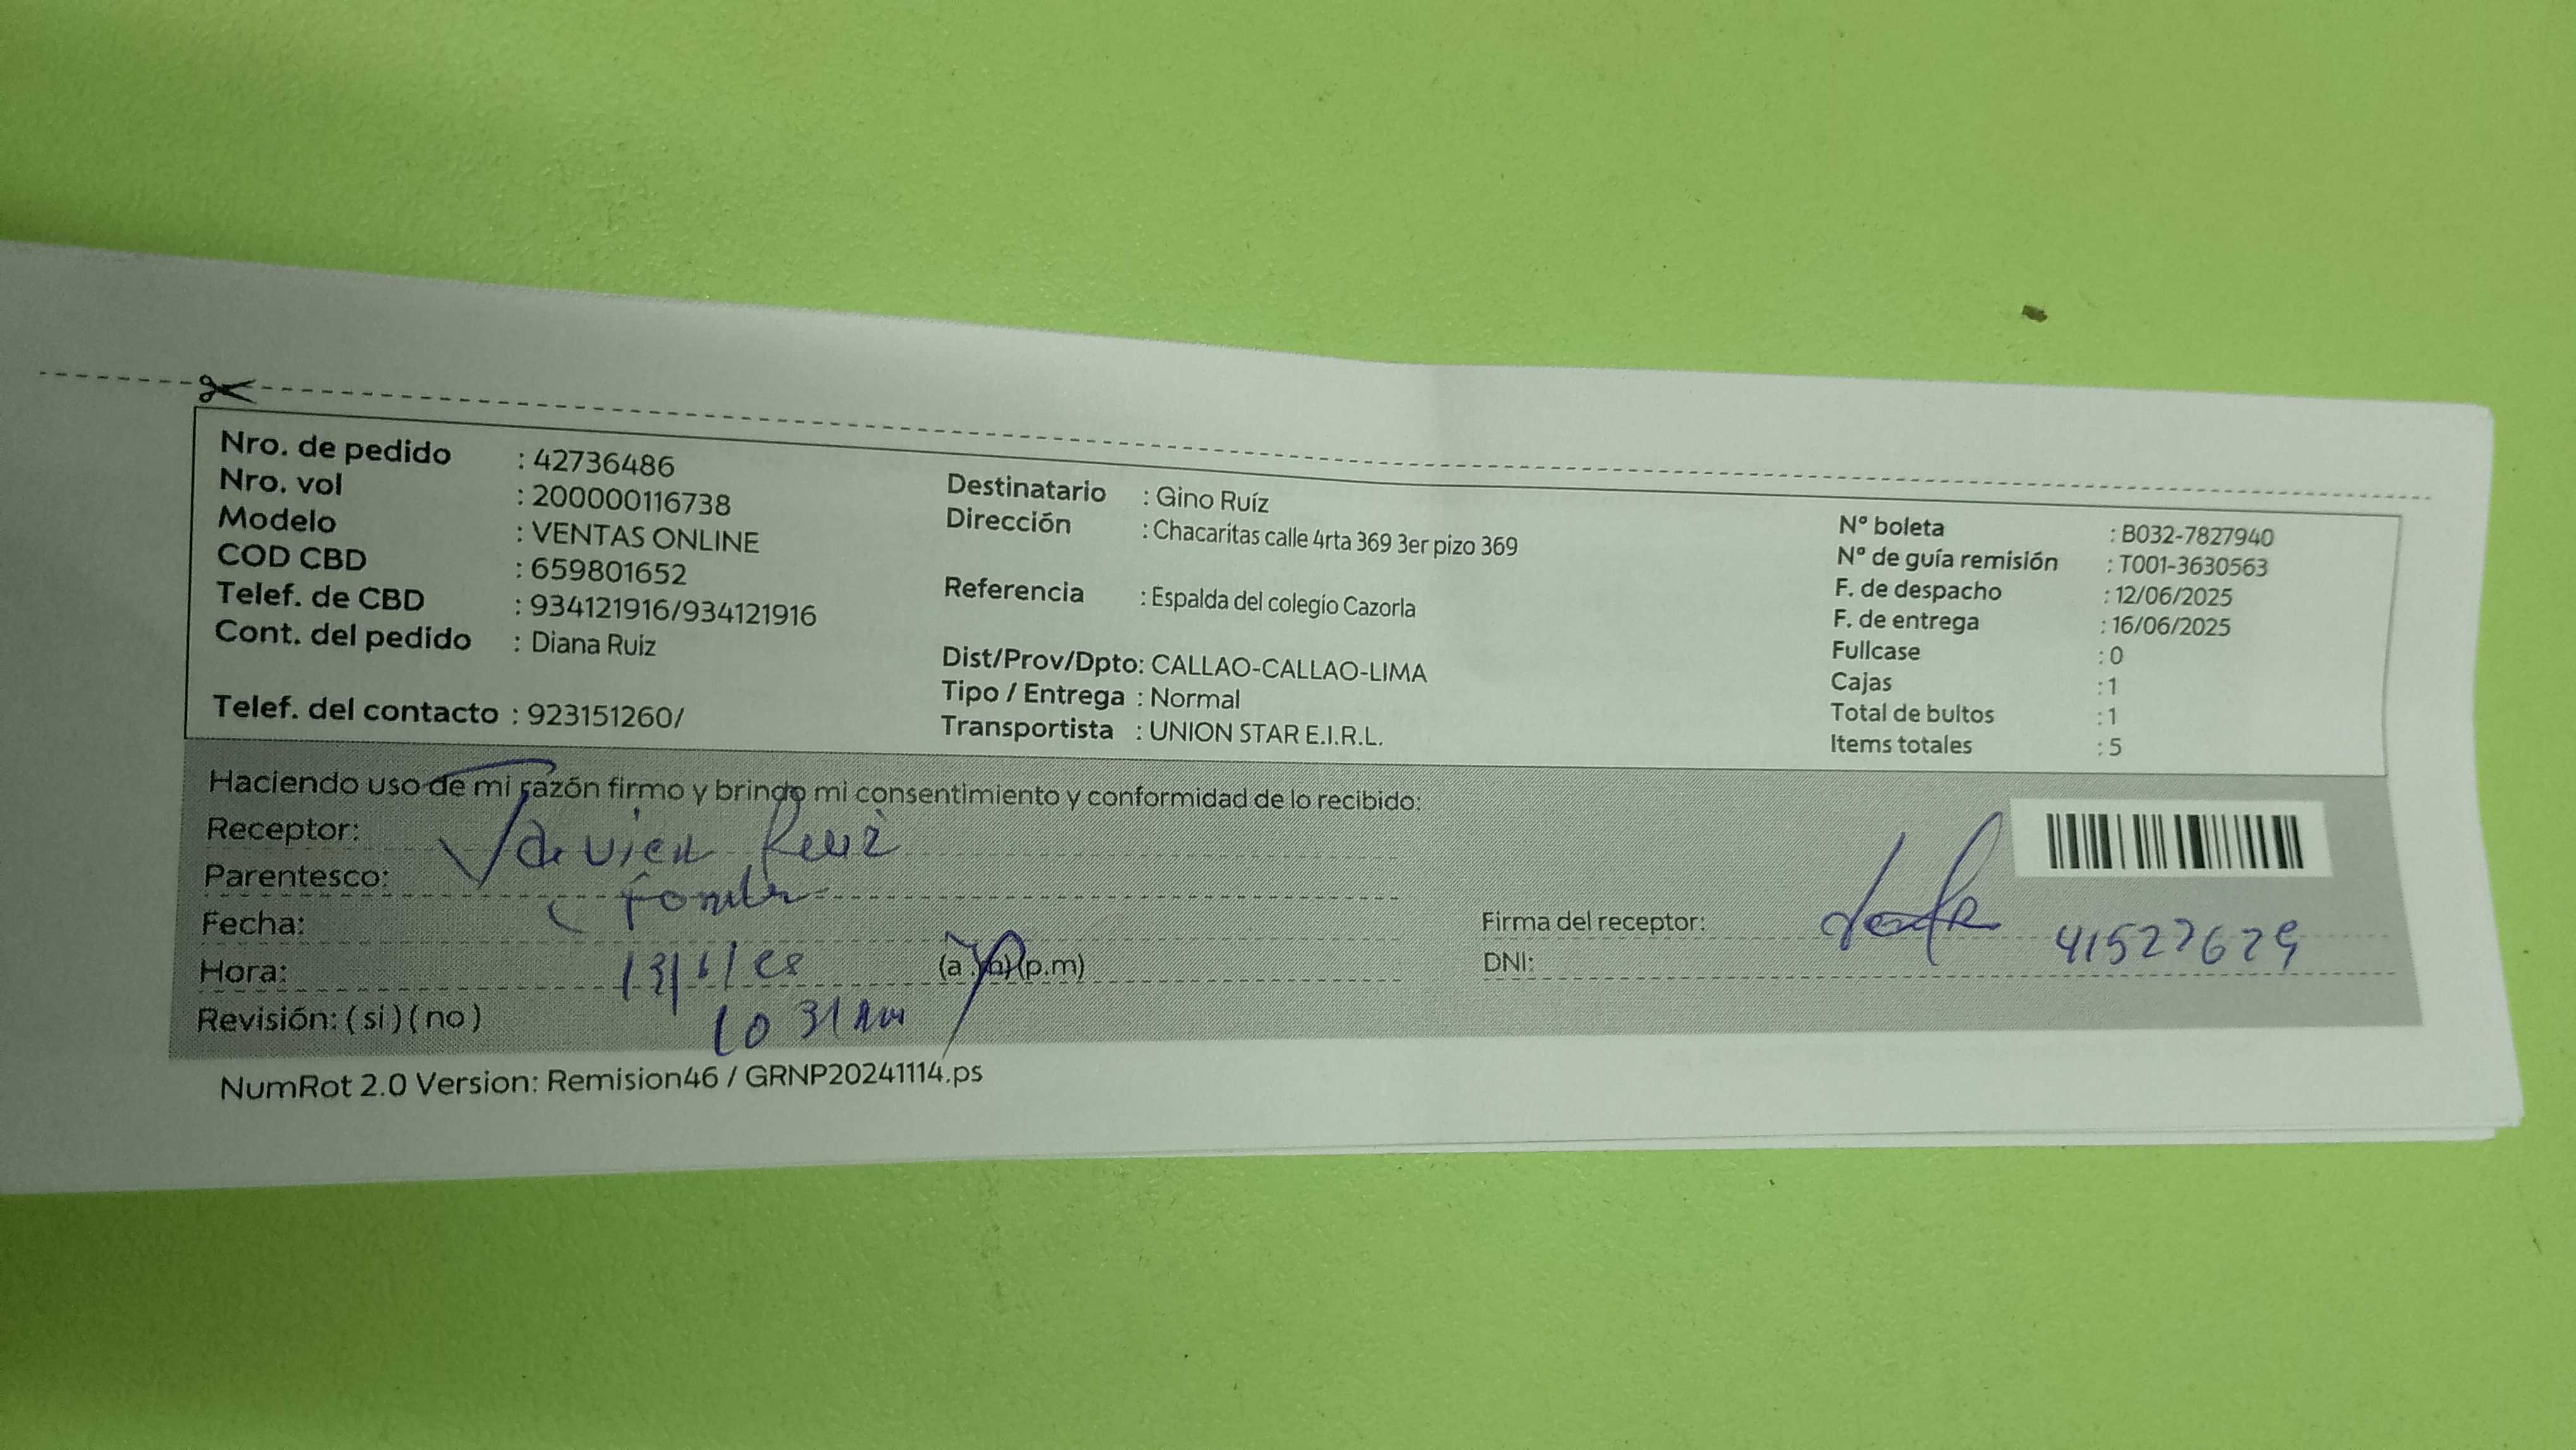 Nro. de pedido : 42736486
Nro. vol : 200000116738
Modelo : VENTAS ONLINE
COD CBD : 659801652
Telef. de CBD : 934121916/934121916
Cont. del pedido : Diana Ruiz
Telef. del contacto : 923151260/
Destinatario : Gino Ruíz
Dirección : Chacaritas calle 4rta 369 3er pizo 369
Referencia : Espalda del colegio Cazorla
Dist/Prov/Dpto: CALLAO-CALLAO-LIMA
Tipo / Entrega : Normal
Transportista : UNION STAR E.I.R.L.
Nº boleta : B032-7827940
Nº de guía remisión : T001-3630563
F. de despacho : 12/06/2025
F. de entrega : 16/06/2025
Fullcase : 0
Cajas : 1
Total de bultos : 1
Items totales : 5
Haciendo uso de mi razón firmo y brindo mi consentimiento y conformidad de lo recibido:
Receptor: Javier Ruiz
Parentesco:
Fecha:
Hora: (a.m)(p.m)
10 31 am
Revisión: ( si ) ( no )
Firma del receptor:
DNI: 41527629
NumRot 2.0 Version: Remision46 / GRNP20241114.ps